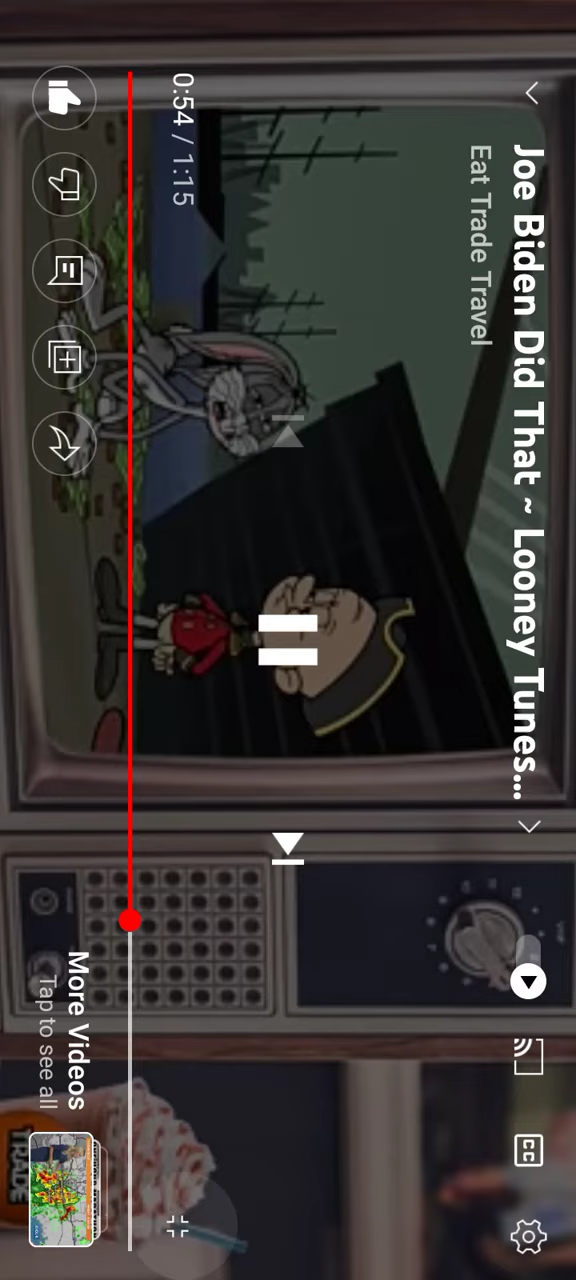 Joe Biden Did That ~ Looney Tunes...
Eat Trade Travel
CC
0:54 / 1:15
More Videos
Tap to see all
TRADE